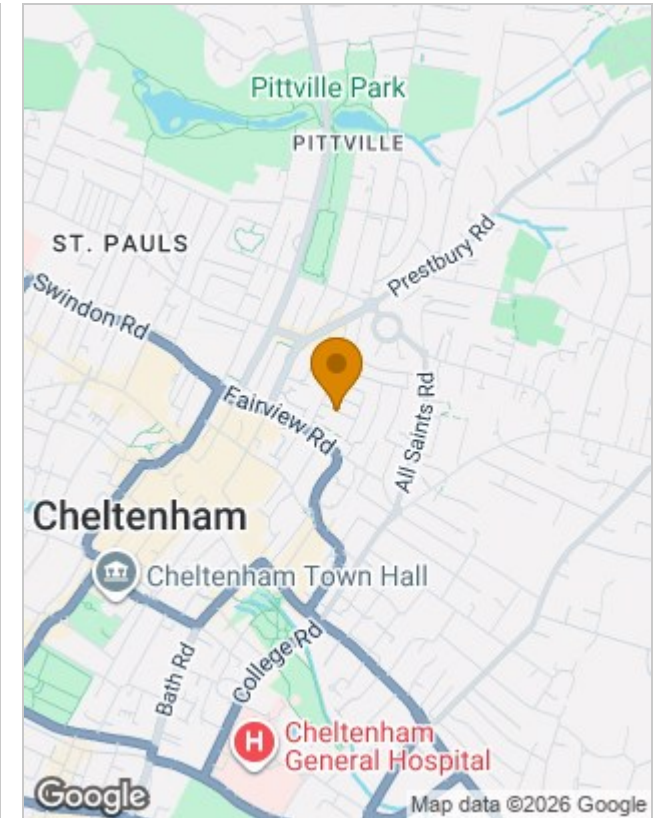 Pittville Park
PITTVILLE
ST. PAULS
Prestbury Rd
Swindon Rd
Fairview Rd
All Saints Rd
Cheltenham
Cheltenham Town Hall
Bath Rd
College Rd
H
Cheltenham
General Hospital
Google
Map data ©2026 Google